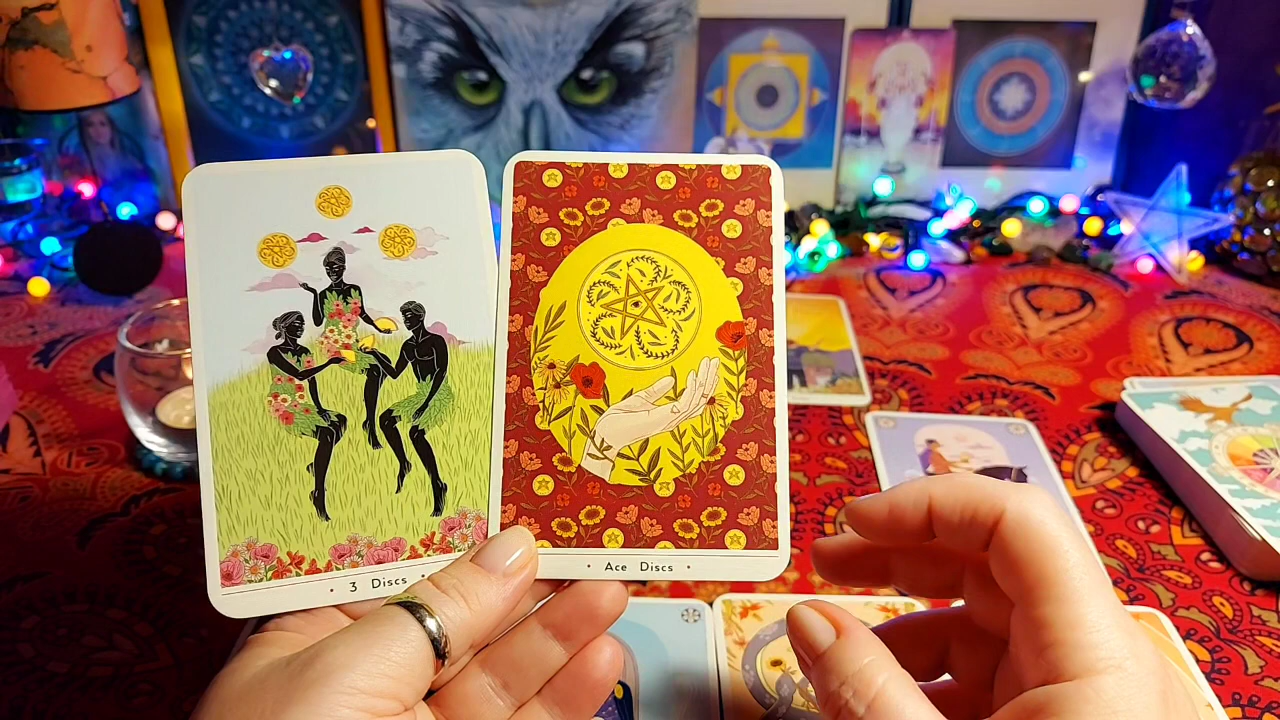 • 3 Discs •
• Ace Discs •